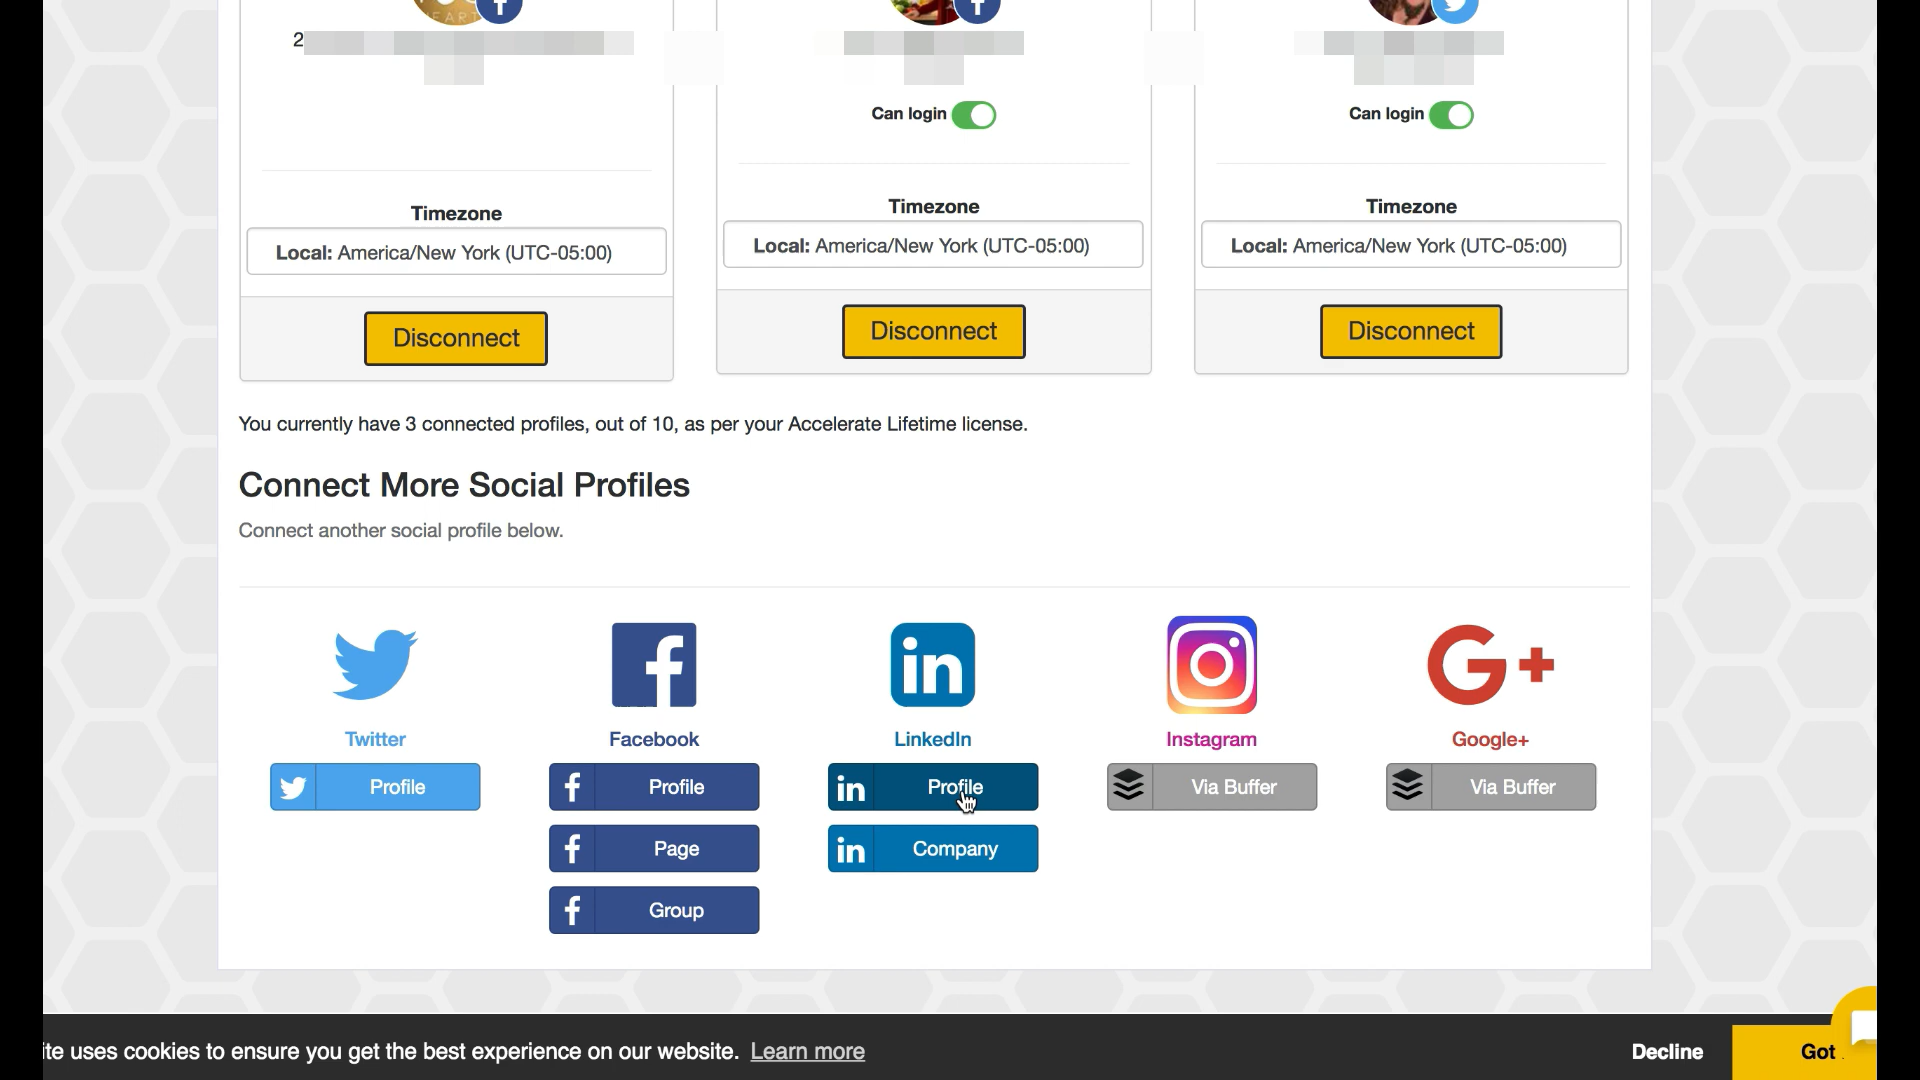 2
Can login
Can login
Timezone
Timezone
Timezone
Local: America/New York (UTC-05:00)
Local: America/New York (UTC-05:00)
Local: America/New York (UTC-05:00)
Disconnect
Disconnect
Disconnect
You currently have 3 connected profiles, out of 10, as per your Accelerate Lifetime license.
Connect More Social Profiles
Connect another social profile below.
Twitter
Facebook
LinkedIn
Instagram
Google+
Profile
Profile
Profile
Via Buffer
Via Buffer
Page
Company
Group
ite uses cookies to ensure you get the best experience on our website. Learn more
Decline
Got